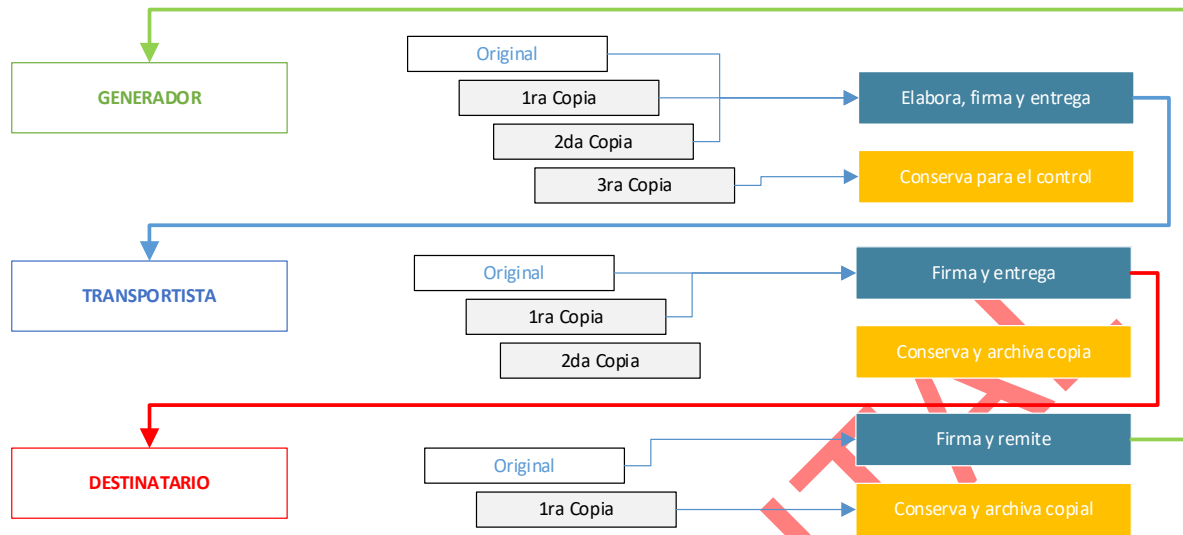 Original
GENERADOR
1ra Copia
Elabora, firma y entrega
2da Copia
3ra Copia
Conserva para el control
Original
Firma y entrega
TRANSPORTISTA
1ra Copia
Conserva y archiva copia
2da Copia
Firma y remite
Original
DESTINATARIO
1ra Copia
Conserva y archiva copial